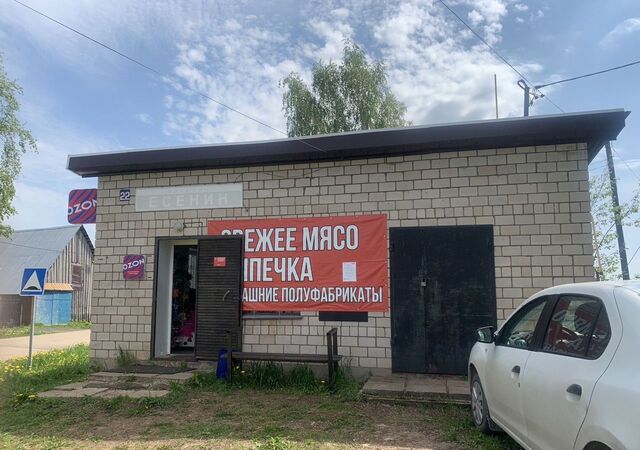 OZON
22
ЕСЕНИН
OZON
СВЕЖЕЕ МЯСО
ВЫПЕЧКА
ДОМАШНИЕ ПОЛУФАБРИКАТЫ